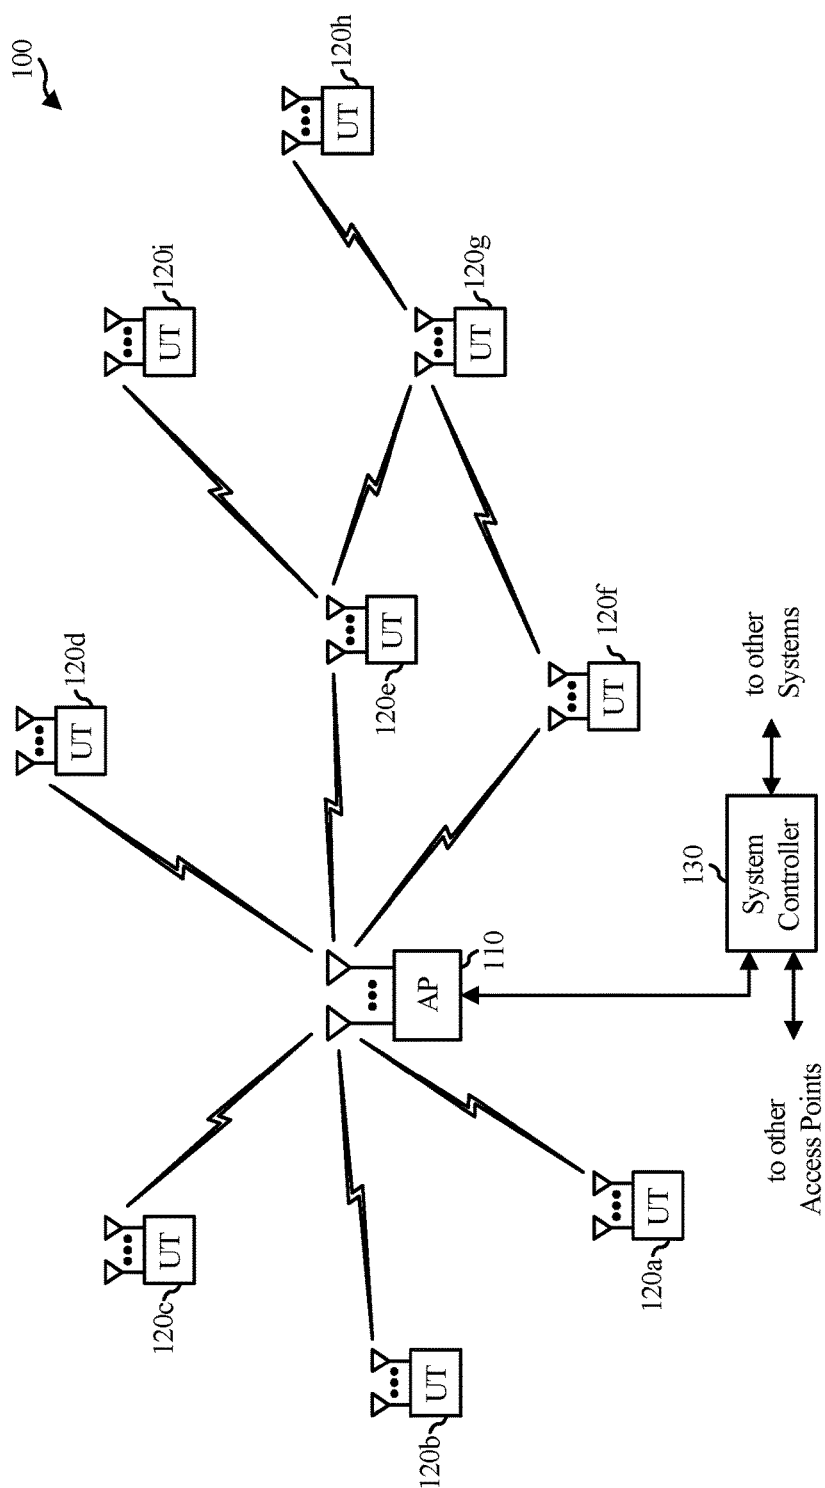 100
120h
UT
120i
UT
120g
UT
120d
UT
120e
UT
120f
UT
110
AP
120c
UT
120b
UT
120a
UT
130
System
Controller
to other
Systems
to other
Access Points